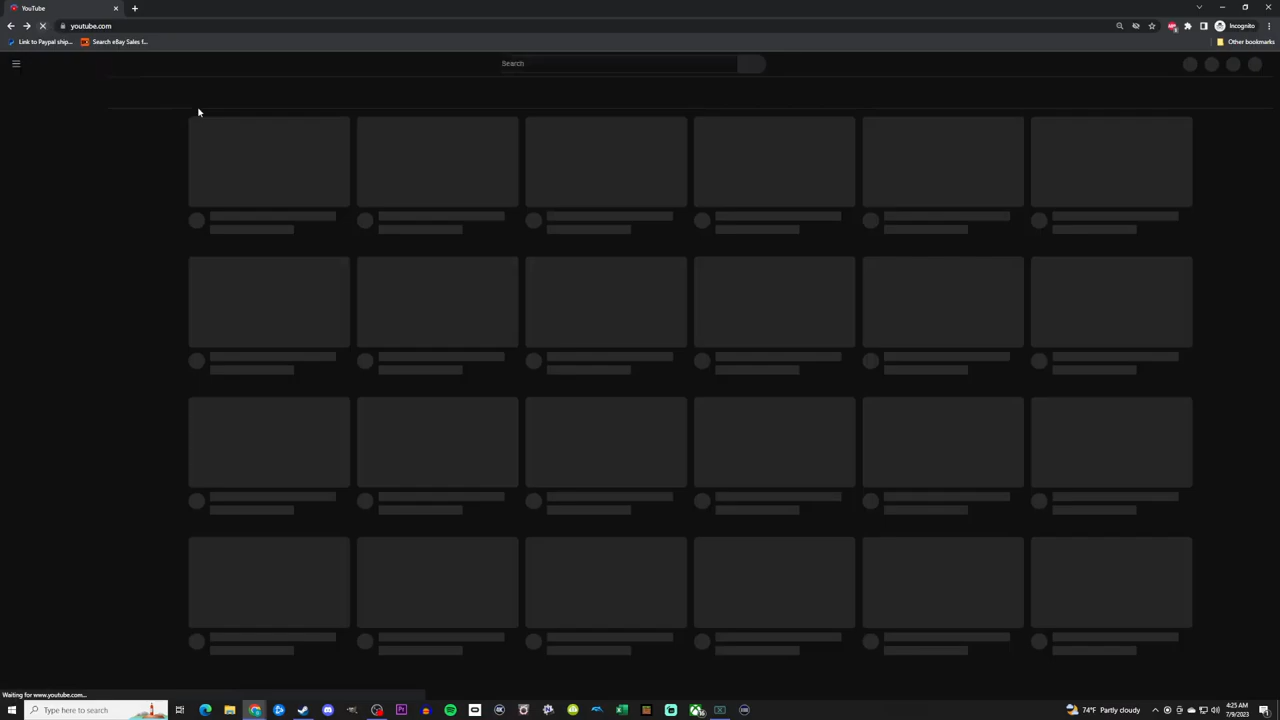 YouTube
youtube.com
Incognito
Link to Paypal ship...
Search eBay Sales f...
Other bookmarks
Search
Waiting for www.youtube.com...
Type here to search
74°F Partly cloudy
4:25 AM
7/9/2023